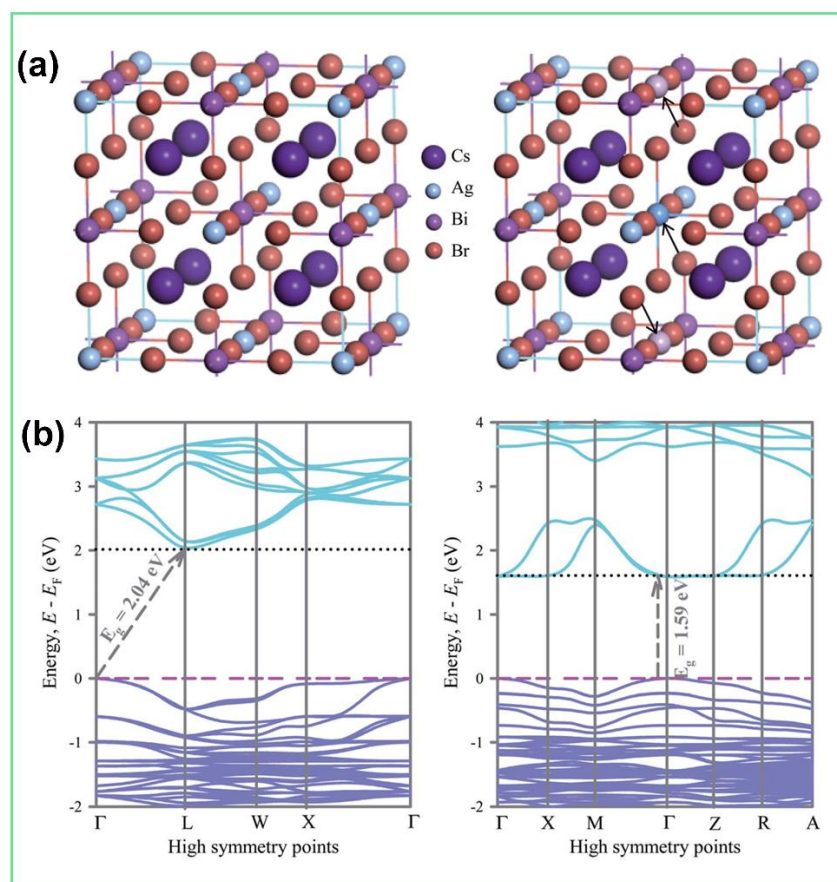 (a)
Cs
Ag
Bi
Br
(b)
Energy, E - E_F (eV)
4
3
2
1
0
-1
-2
E_g = 2.04 eV
Γ L W X Γ
High symmetry points
Energy, E - E_F (eV)
4
3
2
1
0
-1
-2
E_g = 1.59 eV
Γ X M Γ Z R A
High symmetry points